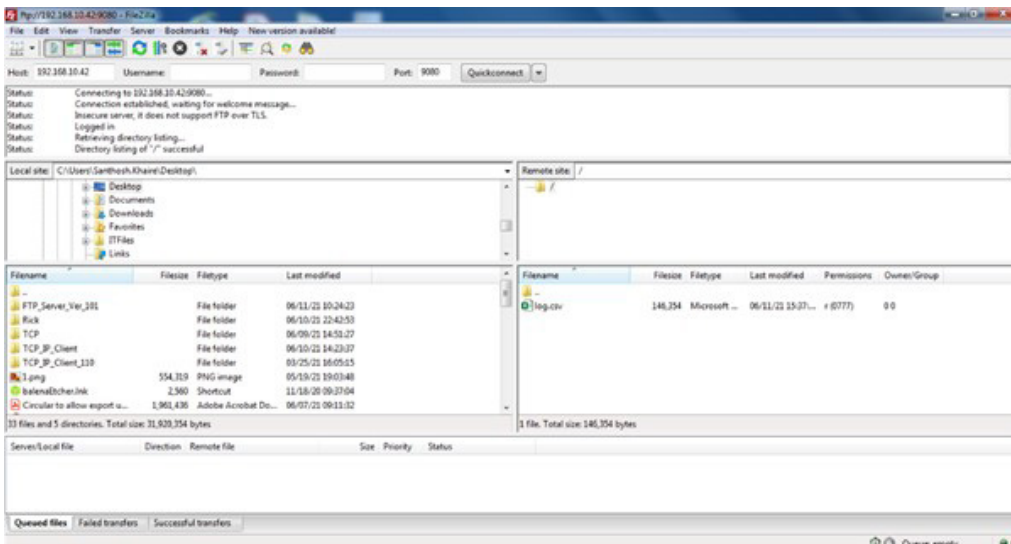 ftp://192.168.10.42:9080 - FileZilla
File Edit View Transfer Server Bookmarks Help New version available!
Host: 192.168.10.42 Username: Password: Port: 9080 Quickconnect
Status: Connecting to 192.168.10.42:9080...
Status: Connection established, waiting for welcome message...
Status: Insecure server, it does not support FTP over TLS.
Status: Logged in
Status: Retrieving directory listing...
Status: Directory listing of "/" successful
Local site: C:\Users\Santhosh.Khaire\Desktop\
Desktop
Documents
Downloads
Favorites
ITFiles
Links
Remote site: /
/
Filename Filesize Filetype Last modified
..
FTP_Server_Ver_101 File folder 06/11/21 10:24:23
Rick File folder 06/10/21 22:42:53
TCP File folder 06/09/21 14:51:27
TCP_IP_Client File folder 06/10/21 14:23:37
TCP_IP_Client_110 File folder 03/25/21 16:05:15
1.png 554,319 PNG image 05/19/21 19:03:48
balenaEtcher.lnk 2,560 Shortcut 11/18/20 09:37:04
Circular to allow export u... 1,961,436 Adobe Acrobat Do... 06/07/21 09:11:32
33 files and 5 directories. Total size: 31,920,354 bytes
Filename Filesize Filetype Last modified Permissions Owner/Group
..
log.csv 146,354 Microsoft ... 06/11/21 15:37:... r (0777) 0 0
1 file. Total size: 146,354 bytes
Server/Local file Direction Remote file Size Priority Status
Queued files Failed transfers Successful transfers
Queue: empty